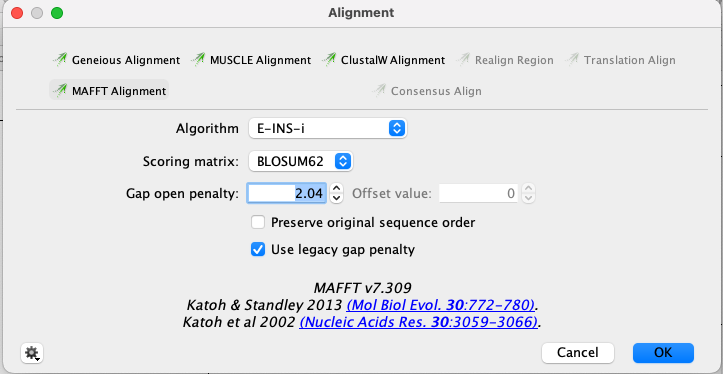 Alignment
Geneious Alignment MUSCLE Alignment ClustalW Alignment Realign Region Translation Align
MAFFT Alignment Consensus Align
Algorithm E-INS-i
Scoring matrix: BLOSUM62
Gap open penalty: 2.04 Offset value: 0
Preserve original sequence order
Use legacy gap penalty
MAFFT v7.309
Katoh & Standley 2013 (Mol Biol Evol. 30:772-780).
Katoh et al 2002 (Nucleic Acids Res. 30:3059-3066).
Cancel OK